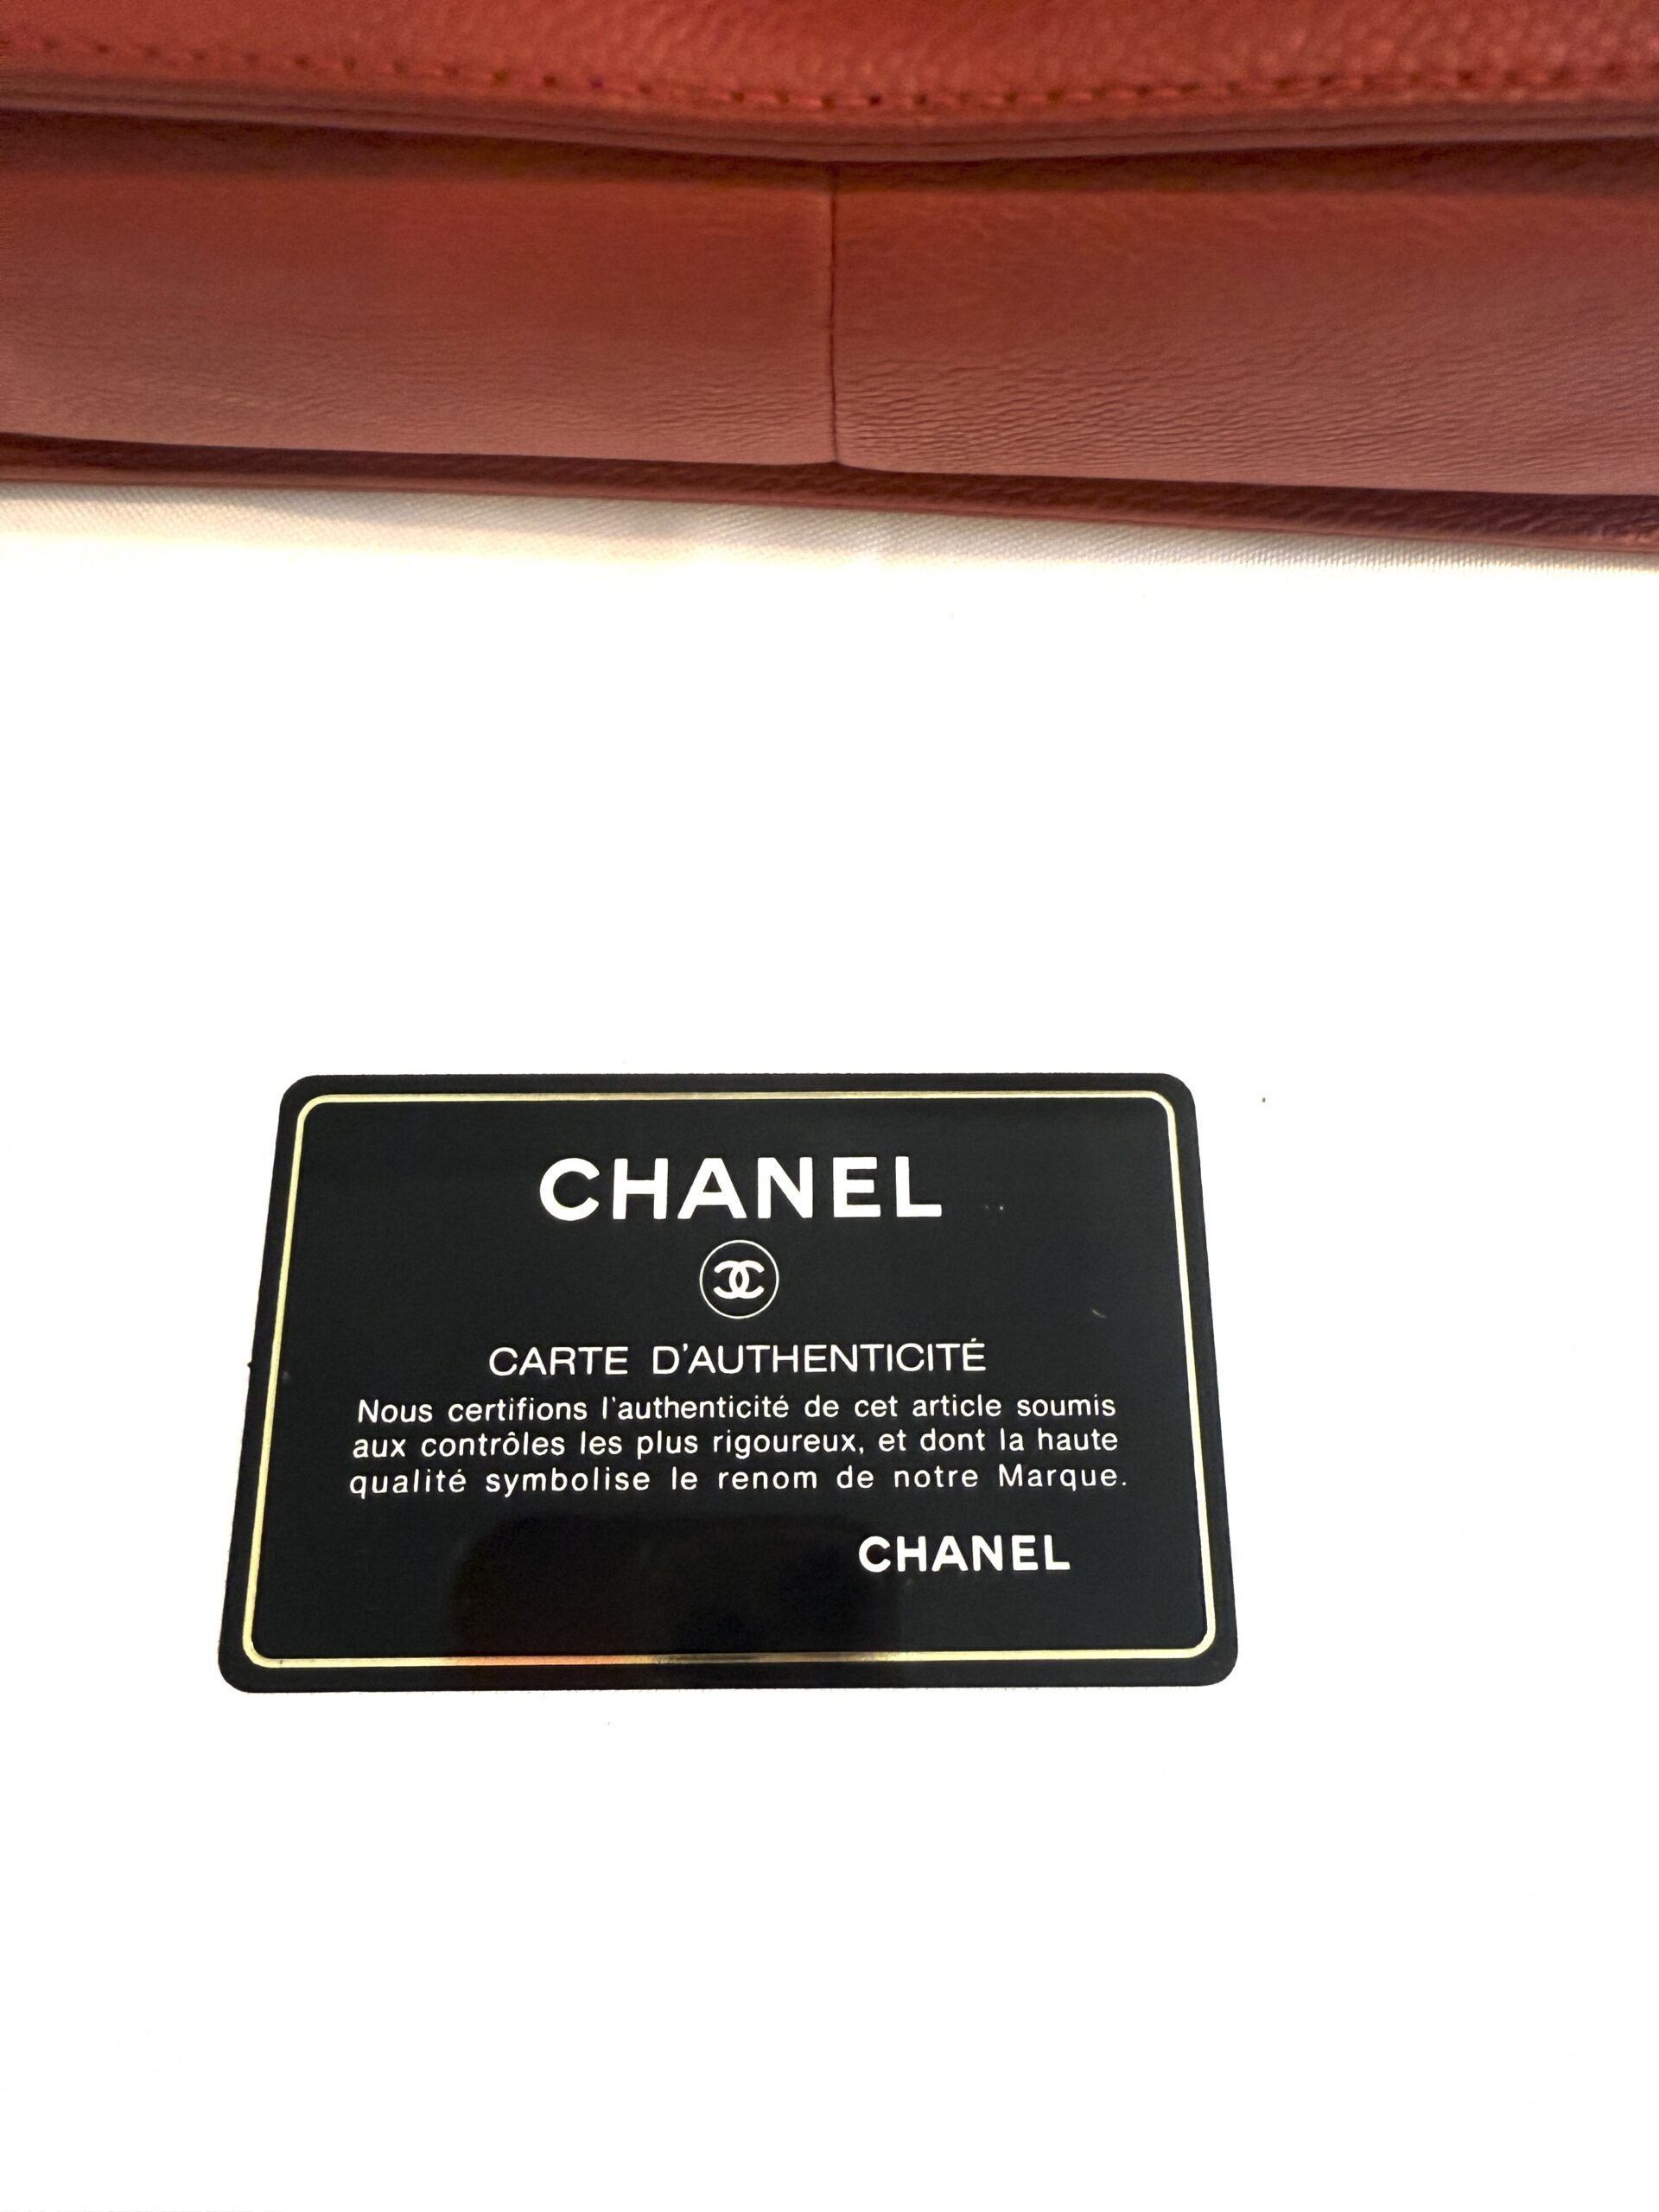 CHANEL
CARTE D'AUTHENTICITÉ
Nous certifions l'authenticité de cet article soumis
aux contrôles les plus rigoureux, et dont la haute
qualité symbolise le renom de notre Marque.
CHANEL